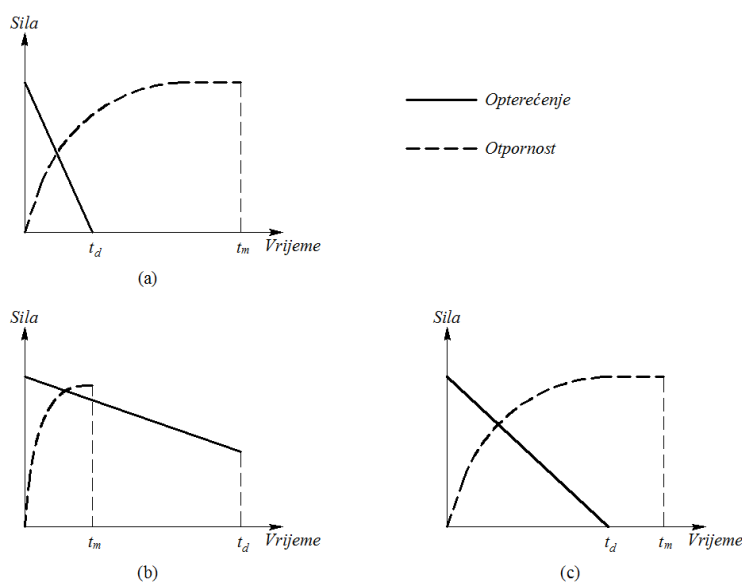 Sila
Opterećenje
Otpornost
t_d
t_m
Vrijeme
(a)
Sila
t_m
t_d
Vrijeme
(b)
Sila
t_d
t_m
Vrijeme
(c)